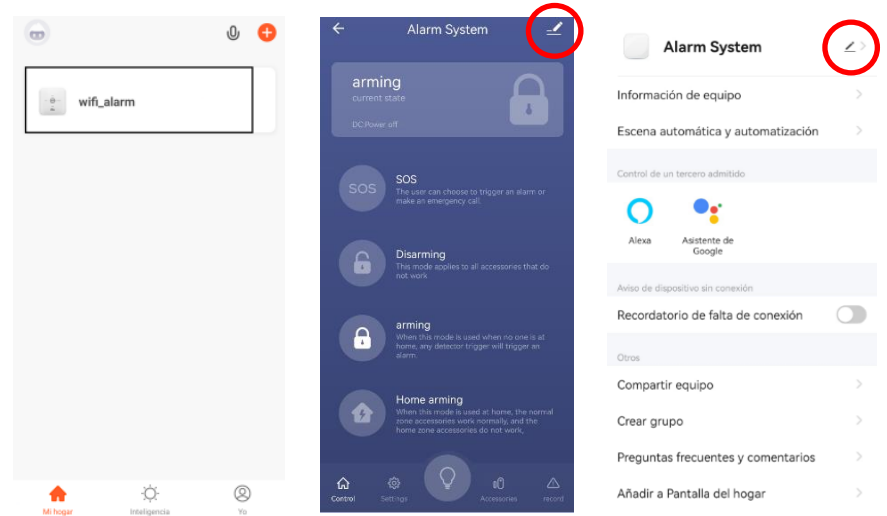 wifi_alarm
Mi hogar
Inteligencia
Yo
Alarm System
arming
current state
DC:Power off
SOS
SOS
The user can choose to trigger an alarm or
make an emergency call.
Disarming
This mode applies to all accessories that do
not work
arming
When this mode is used when no one is at
home, any detector trigger will trigger an
alarm.
Home arming
When this mode is used at home, the normal
zone accessories work normally, and the
home zone accessories do not work,
Control
Settings
Accessories
record
Alarm System
Información de equipo
Escena automática y automatización
Control de un tercero admitido
Alexa
Asistente de
Google
Aviso de dispositivo sin conexión
Recordatorio de falta de conexión
Otros
Compartir equipo
Crear grupo
Preguntas frecuentes y comentarios
Añadir a Pantalla del hogar